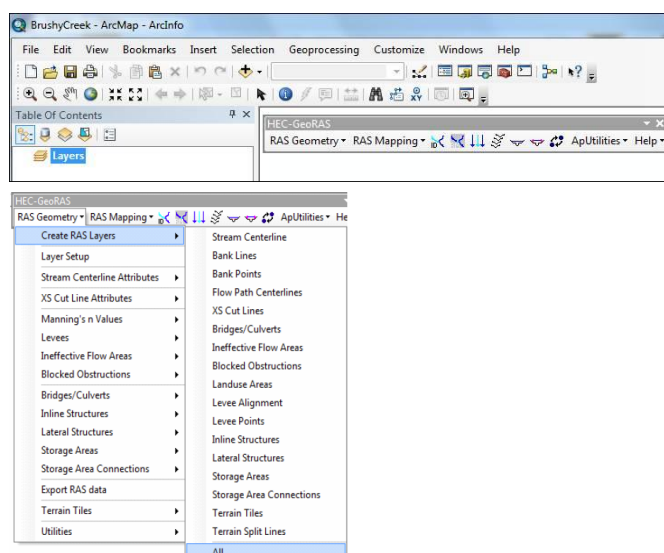 BrushyCreek - ArcMap - ArcInfo
File Edit View Bookmarks Insert Selection Geoprocessing Customize Windows Help
Table Of Contents
Layers
HEC-GeoRAS
RAS Geometry RAS Mapping ID ApUtilities Help
HEC-GeoRAS
RAS Geometry RAS Mapping ID ApUtilities He
Create RAS Layers
Layer Setup
Stream Centerline Attributes
XS Cut Line Attributes
Manning's n Values
Levees
Ineffective Flow Areas
Blocked Obstructions
Bridges/Culverts
Inline Structures
Lateral Structures
Storage Areas
Storage Area Connections
Export RAS data
Terrain Tiles
Utilities
Stream Centerline
Bank Lines
Bank Points
Flow Path Centerlines
XS Cut Lines
Bridges/Culverts
Ineffective Flow Areas
Blocked Obstructions
Landuse Areas
Levee Alignment
Levee Points
Inline Structures
Lateral Structures
Storage Areas
Storage Area Connections
Terrain Tiles
Terrain Split Lines
All